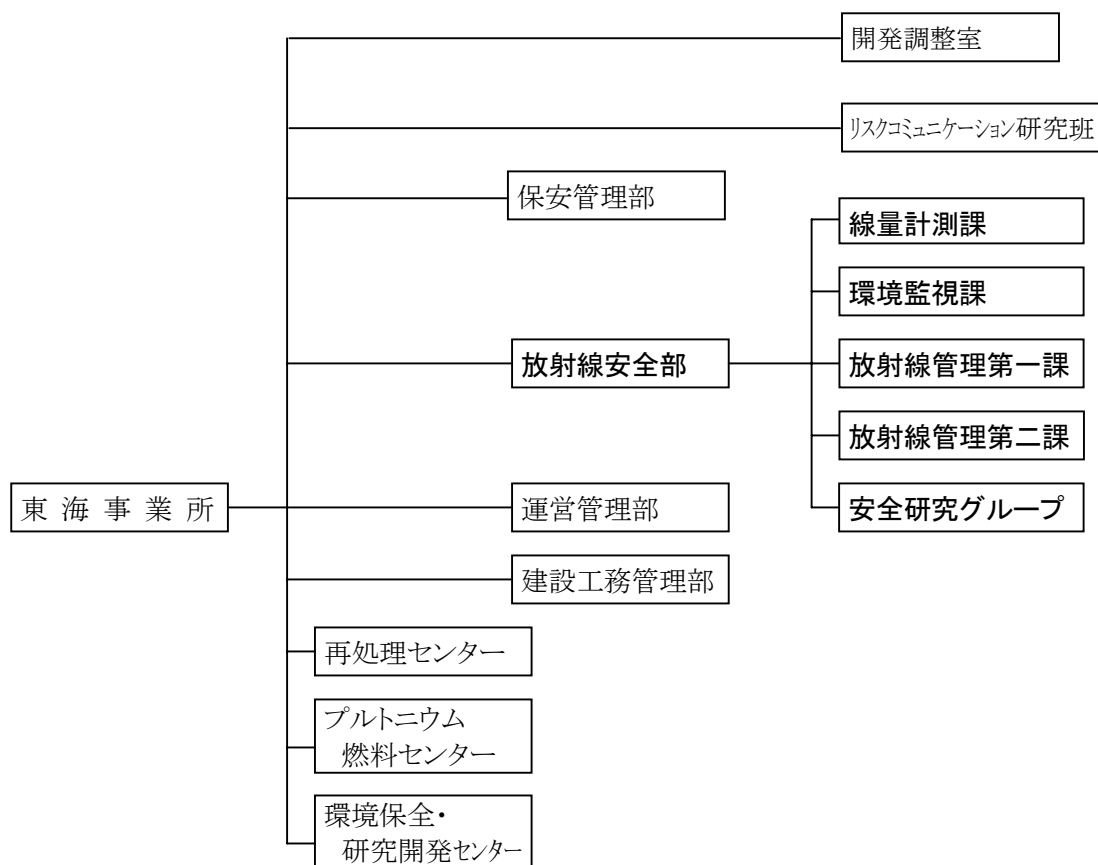 開発調整室
リスクコミュニケーション研究班
保安管理部
線量計測課
環境監視課
放射線安全部
放射線管理第一課
放射線管理第二課
東海事業所
運営管理部
安全研究グループ
建設工務管理部
再処理センター
プルトニウム
燃料センター
環境保全・
研究開発センター